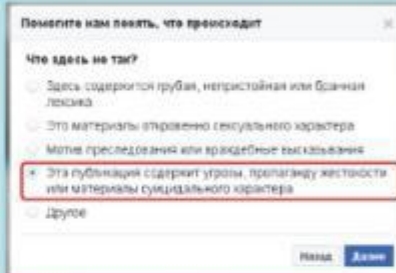 Помогите нам понять, что происходит
Что здесь не так?
Здесь содержится грубая, непристойная или бранная
лексика
Это материалы откровенно сексуального характера
Мотив преследования или враждебные высказывания
Эта публикация содержит угрозы, пропаганду жестокости
или материалы суицидального характера
Другое
Назад Далее